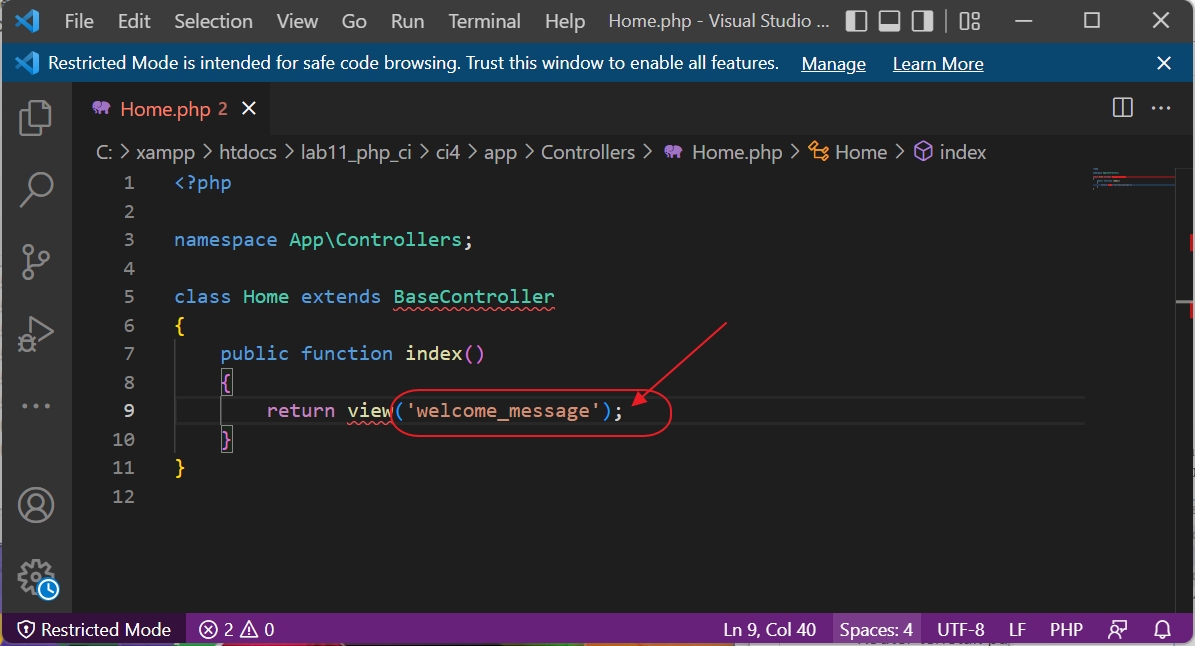 File Edit Selection View Go Run Terminal Help Home.php - Visual Studio ...
Restricted Mode is intended for safe code browsing. Trust this window to enable all features. Manage Learn More
Home.php 2
C: > xampp > htdocs > lab11_php_ci > ci4 > app > Controllers > Home.php > Home > index
1 <?php
2
3 namespace App\Controllers;
4
5 class Home extends BaseController
6 {
7 public function index()
8 {
9 return view('welcome_message');
10 }
11 }
12
Restricted Mode 2 0 Ln 9, Col 40 Spaces: 4 UTF-8 LF PHP